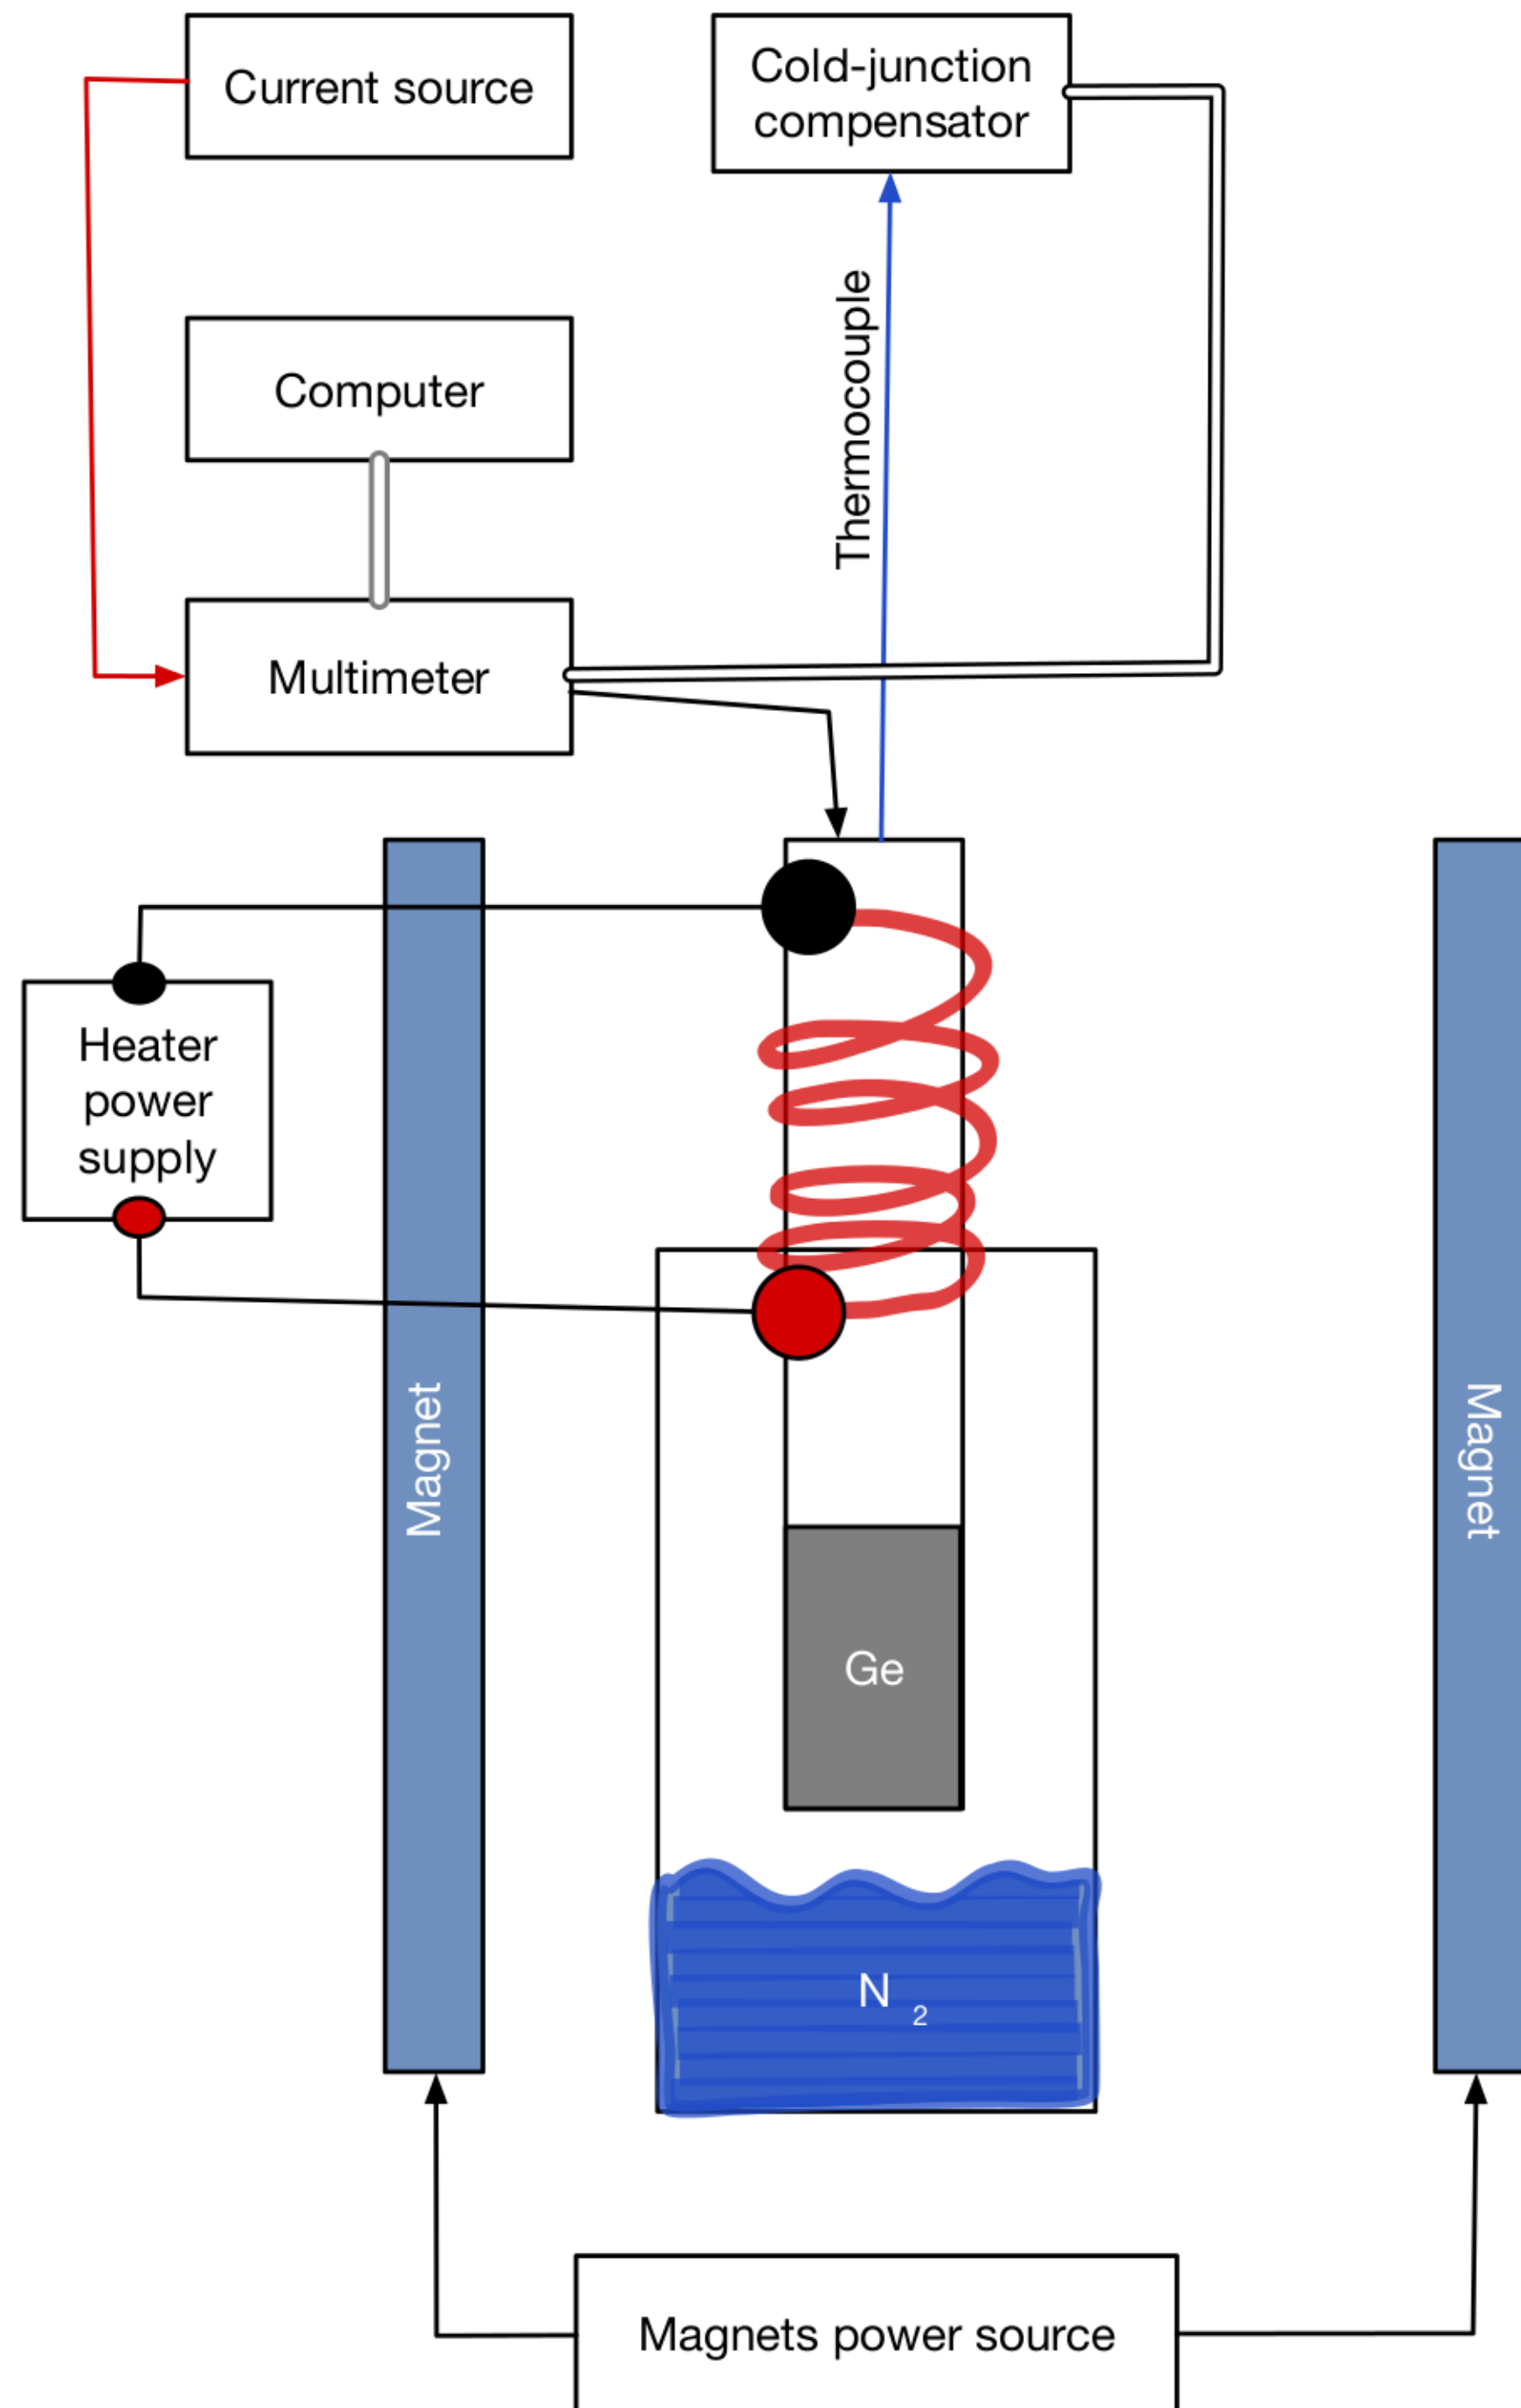 Current source
Cold-junction
compensator
Thermocouple
Computer
Multimeter
Heater
power
supply
Magnet
Magnet
Ge
N 2
Magnets power source